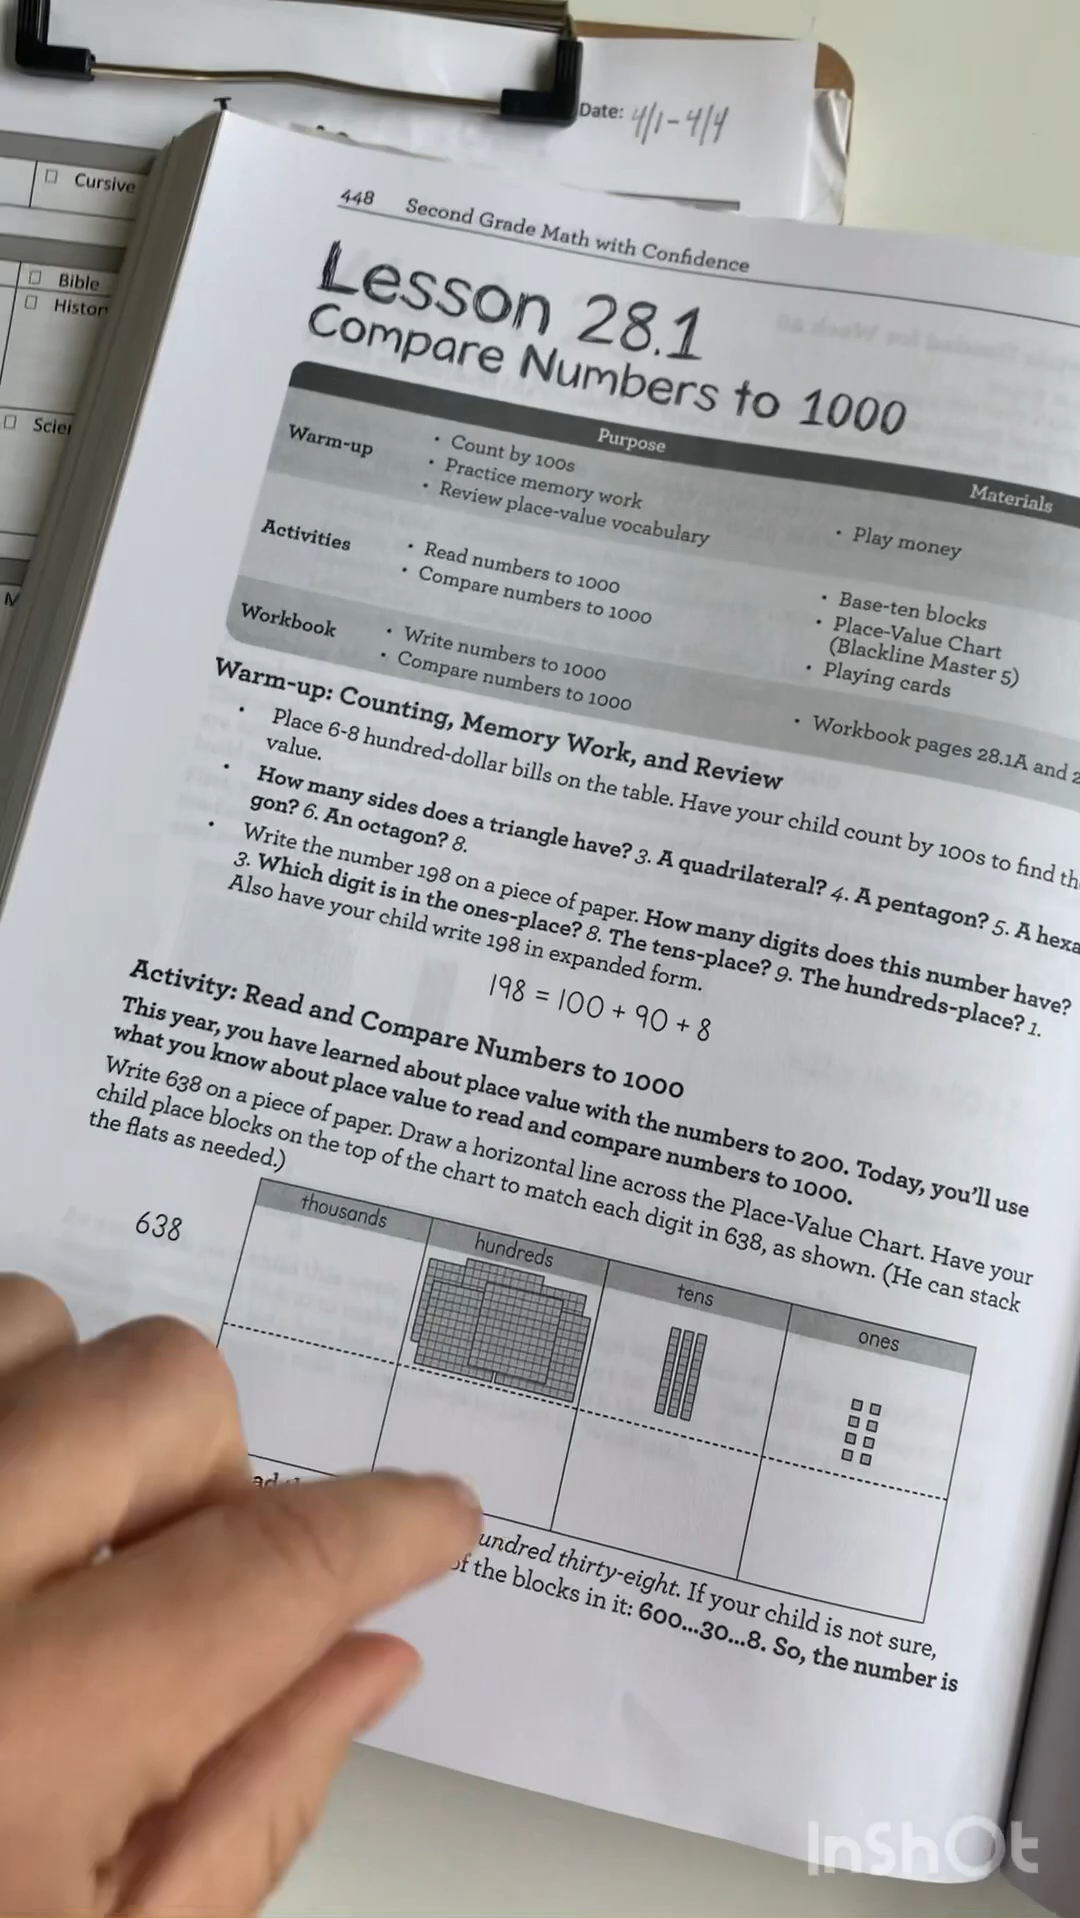 Date: 4/1-4/4
Cursive
Bible
Scie
448 Second Grade Math with Confidence
Lesson 28.1
Compare Numbers to 1000
Purpose
Materials
Warm-up
• Count by 100s
• Practice memory work
• Review place-value vocabulary
• Play money
Activities
• Read numbers to 1000
• Compare numbers to 1000
• Base-ten blocks
• Place-Value Chart
(Blackline Master 5)
• Playing cards
Workbook
• Write numbers to 1000
• Compare numbers to 1000
• Workbook pages 28.1A and 2
Warm-up: Counting, Memory Work, and Review
• Place 6-8 hundred-dollar bills on the table. Have your child count by 100s to find th
value.
• How many sides does a triangle have? 3. A quadrilateral? 4. A pentagon? 5. A hexa
gon? 6. An octagon? 8.
• Write the number 198 on a piece of paper. How many digits does this number have?
3. Which digit is in the ones-place? 8. The tens-place? 9. The hundreds-place? 1.
Also have your child write 198 in expanded form.
198 = 100 + 90 + 8
Activity: Read and Compare Numbers to 1000
This year, you have learned about place value with the numbers to 200. Today, you'll use
what you know about place value to read and compare numbers to 1000.
Write 638 on a piece of paper. Draw a horizontal line across the Place-Value Chart. Have your
child place blocks on the top of the chart to match each digit in 638, as shown. (He can stack
the flats as needed.)
638
thousands
hundreds
tens
ones
undred thirty-eight. If your child is not sure,
of the blocks in it: 600...30...8. So, the number is
InShOt